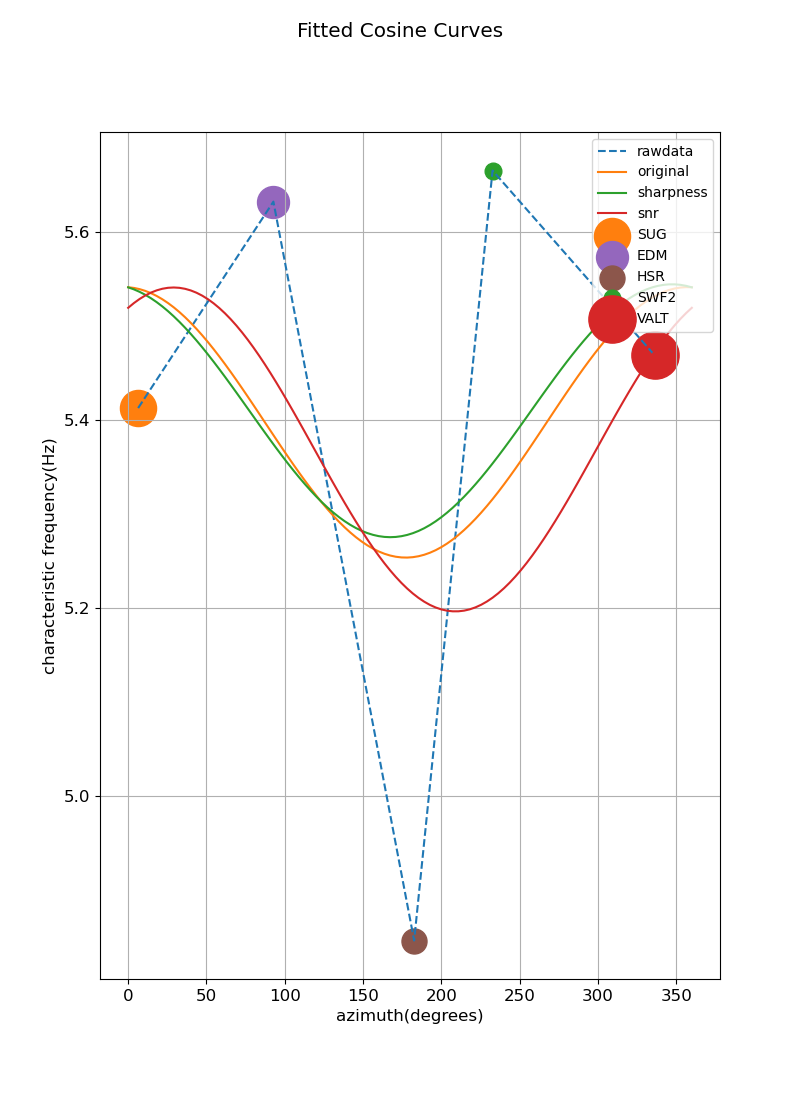 Fitted Cosine Curves
rawdata
original
sharpness
snr
SUG
EDM
HSR
SWF2
VALT
characteristic frequency(Hz)
5.6
5.4
5.2
5.0
0 50 100 150 200 250 300 350
azimuth(degrees)